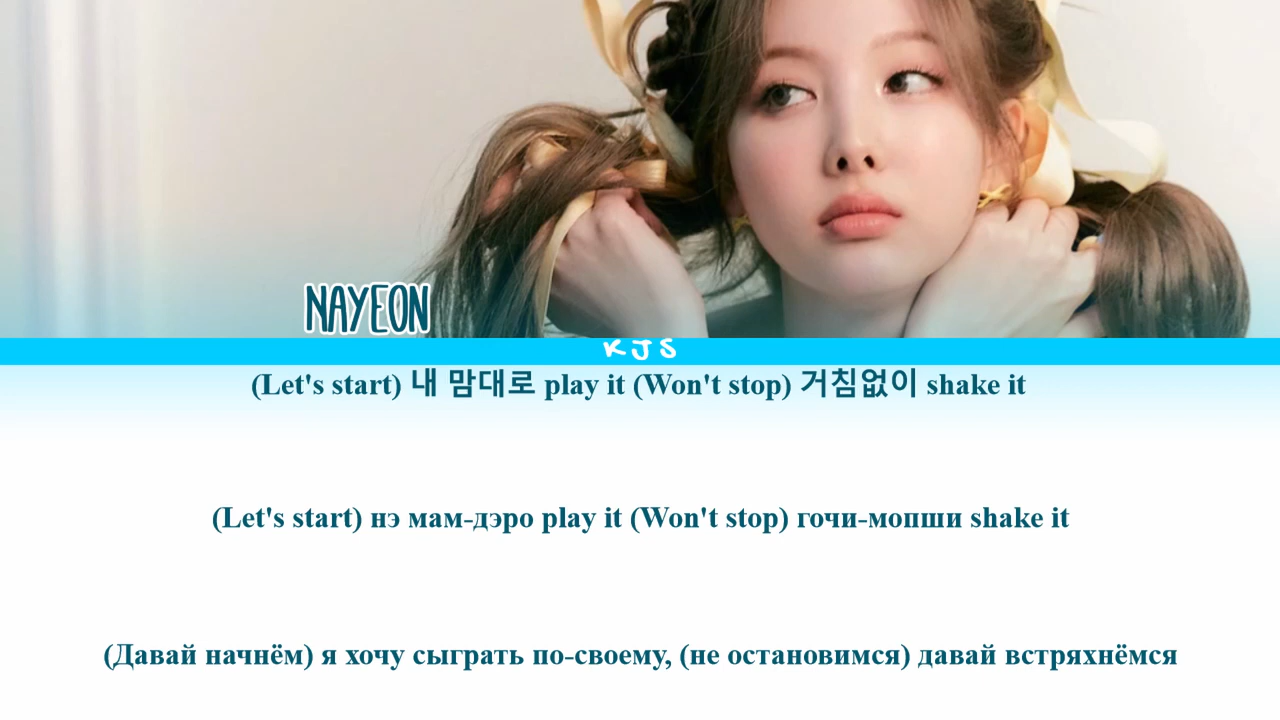 NAYEON
KJS
(Let's start) 내 맘대로 play it (Won't stop) 거침없이 shake it
(Let's start) нэ мам-дэро play it (Won't stop) гочи-мопши shake it
(Давай начнём) я хочу сыграть по-своему, (не остановимся) давай встряхнёмся